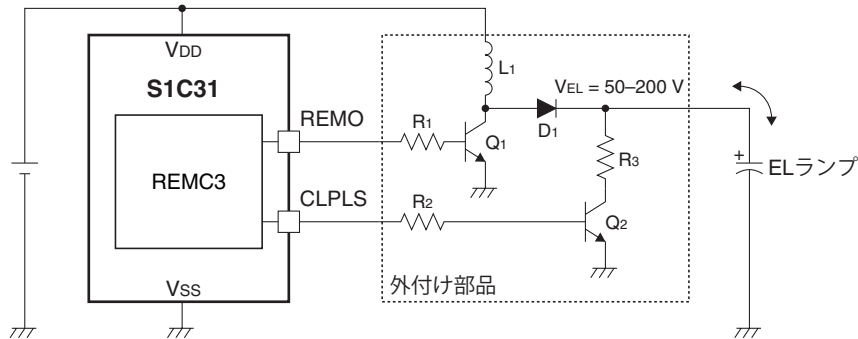 VDD
S1C31
REMC3
REMO
CLPLS
VSS
L1
VEL = 50–200 V
R1
Q1
D1
R3
R2
Q2
外付け部品
+
ELランプ